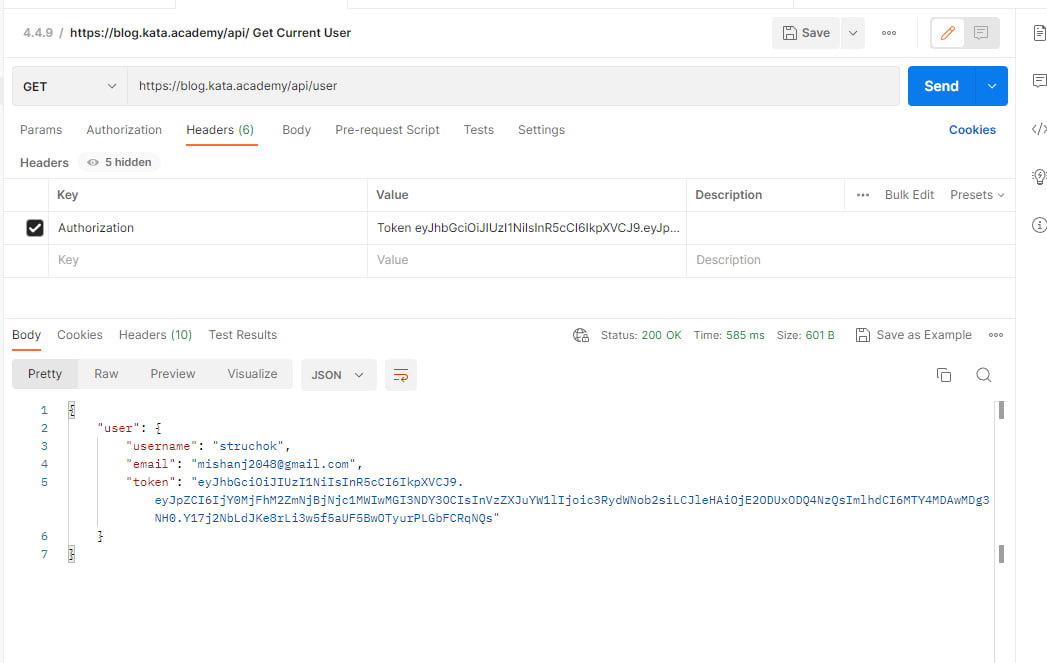 4.4.9 / https://blog.kata.academy/api/ Get Current User
Save
GET https://blog.kata.academy/api/user Send
Params Authorization Headers (6) Body Pre-request Script Tests Settings Cookies
Headers 5 hidden
Key Value Description Bulk Edit Presets
Authorization Token eyJhbGciOiJIUzI1NiIsInR5cCI6IkpXVCJ9.eyJp...
Key Value Description
Body Cookies Headers (10) Test Results Status: 200 OK Time: 585 ms Size: 601 B Save as Example
Pretty Raw Preview Visualize JSON
1 {
2 "user": {
3 "username": "struchok",
4 "email": "mishanj2048@gmail.com",
5 "token": "eyJhbGciOiJIUzI1NiIsInR5cCI6IkpXVCJ9.
eyJpZCI6IjY0MjFhM2ZmNjBjNjc1MWIwMGI3NDY3OCIsInVzZXJuYW1lIjoic3RydWNob2siLCJleHAiOjE2ODUxODQ4NzQsImlhdCI6MTY4MDAwMDg3
NH0.Y17j2NbLdJKe8rLi3w5f5aUF5BwOTyurPLGbFCRqNQs"
6 }
7 }